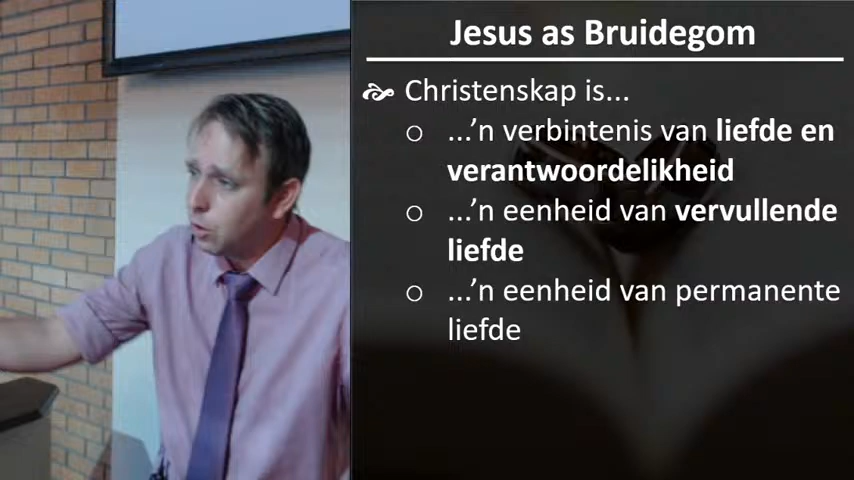 Jesus as Bruidegom
Christenskap is...
...’n verbintenis van liefde en
verantwoordelikheid
...’n eenheid van vervullende
liefde
...’n eenheid van permanente
liefde